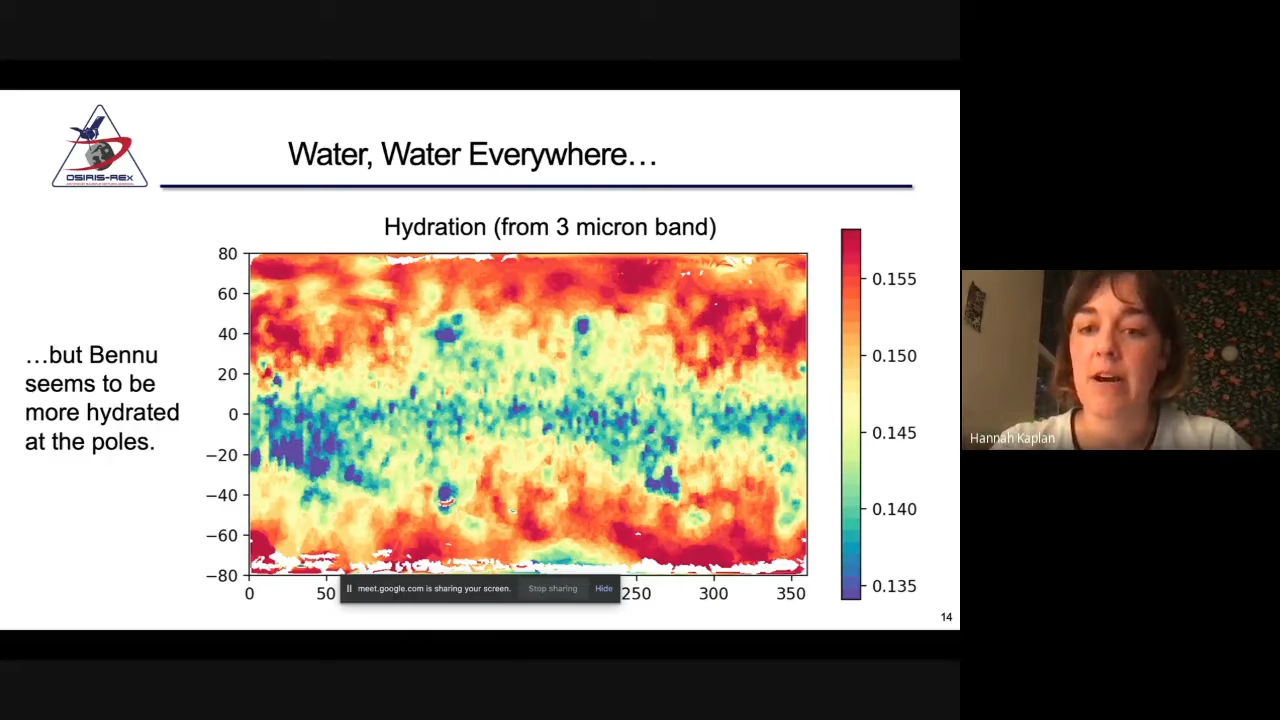 OSIRIS-REx
Water, Water Everywhere…
Hydration (from 3 micron band)
…but Bennu
seems to be
more hydrated
at the poles.
80
60
40
20
0
−20
−40
−60
−80
0
50
250
300
350
0.155
0.150
0.145
0.140
0.135
meet.google.com is sharing your screen.
Stop sharing
Hide
14
Hannah Kaplan